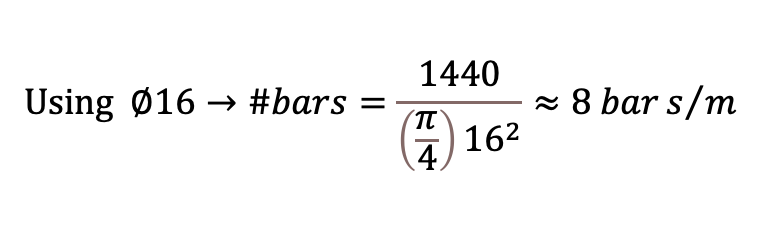 Using ∅16 → #bars = 1440 / (π/4) 16² ≈ 8 bar s/m